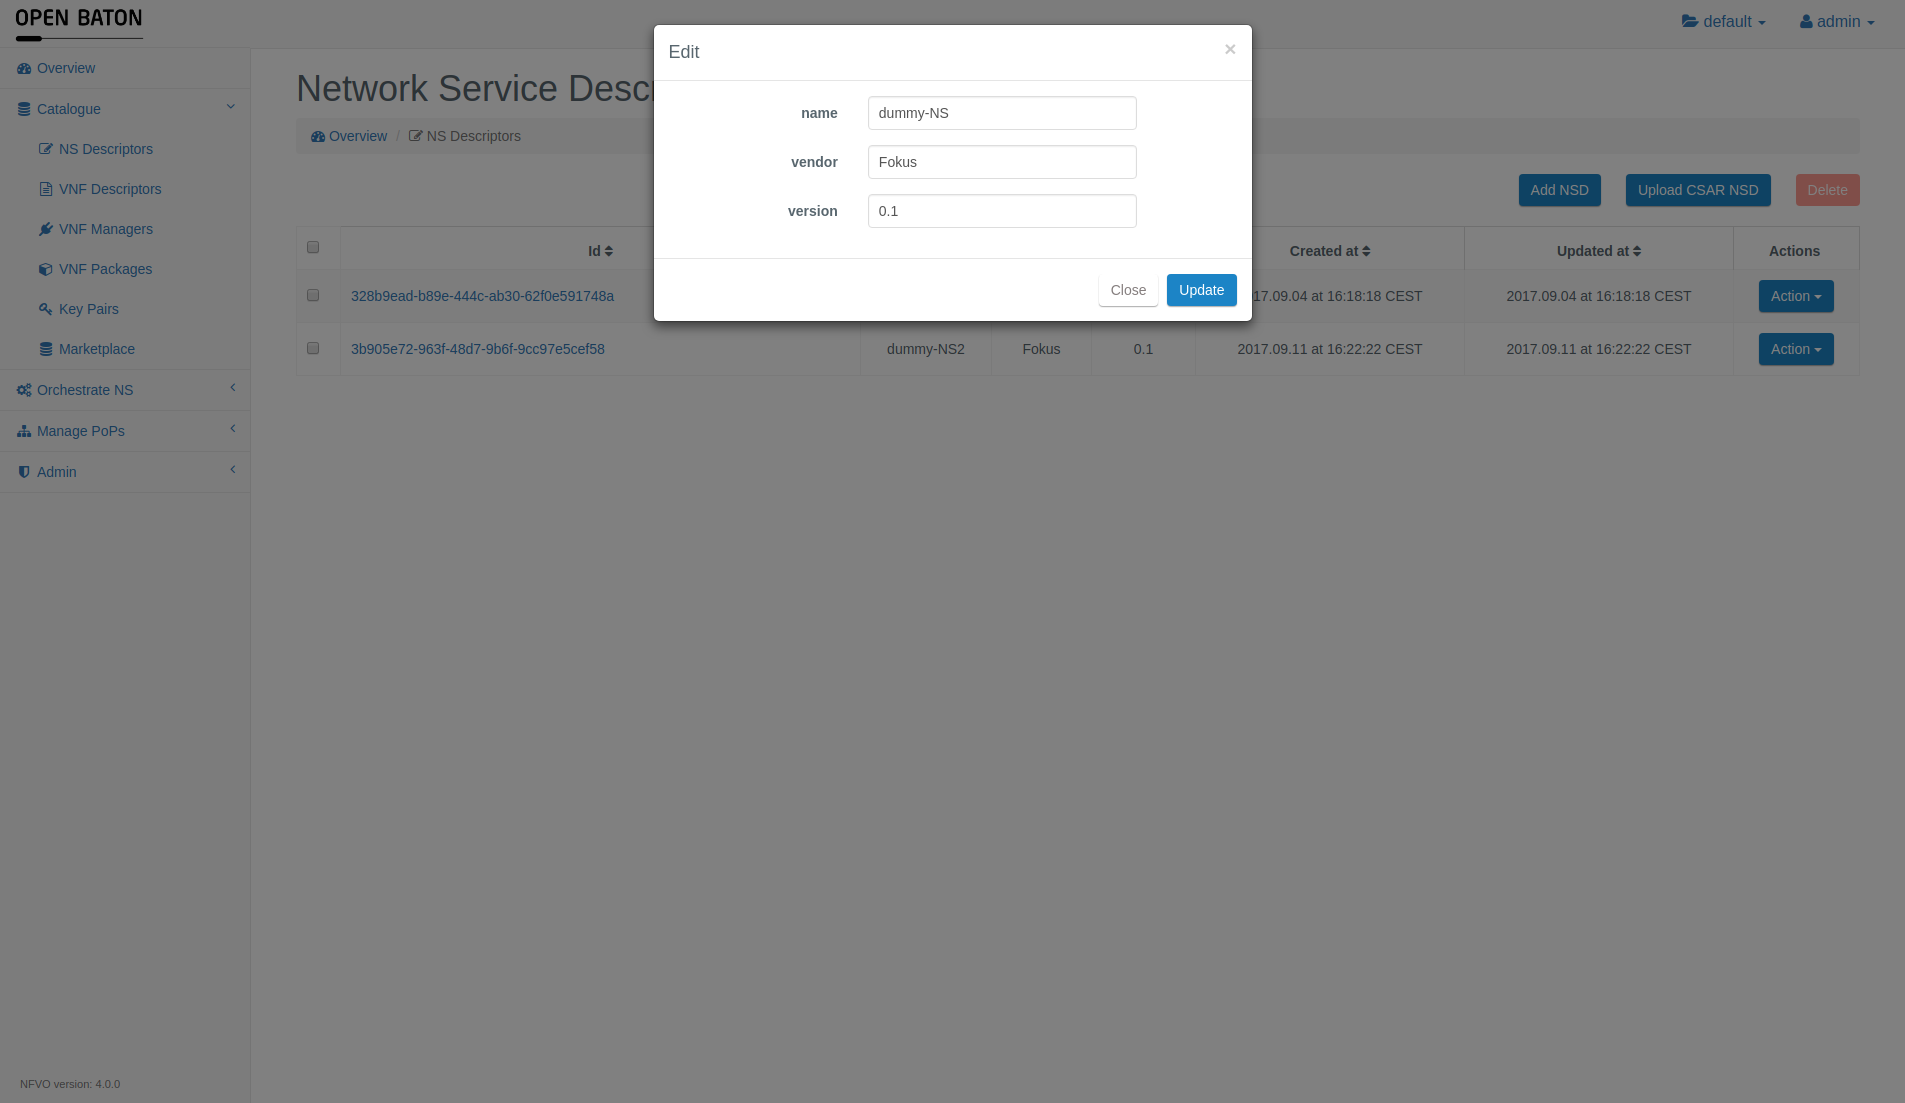 OPEN BATON
default
admin
Edit
×
Overview
Catalogue
NS Descriptors
VNF Descriptors
VNF Managers
VNF Packages
Key Pairs
Marketplace
Orchestrate NS
Manage PoPs
Admin
Network Service Descr
Overview / NS Descriptors
name dummy-NS
vendor Fokus
version 0.1
Close Update
Add NSD Upload CSAR NSD Delete
Id Created at Updated at Actions
328b9ead-b89e-444c-ab30-62f0e591748a 17.09.04 at 16:18:18 CEST 2017.09.04 at 16:18:18 CEST Action
3b905e72-963f-48d7-9b6f-9cc97e5cef58 dummy-NS2 Fokus 0.1 2017.09.11 at 16:22:22 CEST 2017.09.11 at 16:22:22 CEST Action
NFVO version: 4.0.0